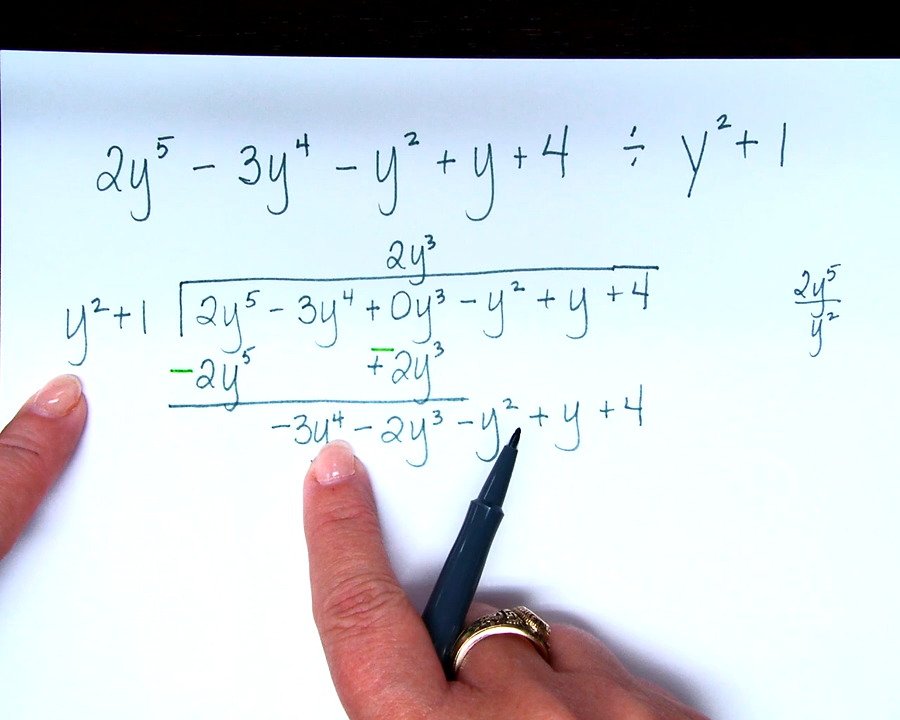 2y⁵ - 3y⁴ - y² + y + 4 ÷ y² + 1
2y³
y² + 1 2y⁵ - 3y⁴ + 0y³ - y² + y + 4
- 2y⁵ - + 2y³
-3y⁴ - 2y³ - y² + y + 4
2y⁵
y²